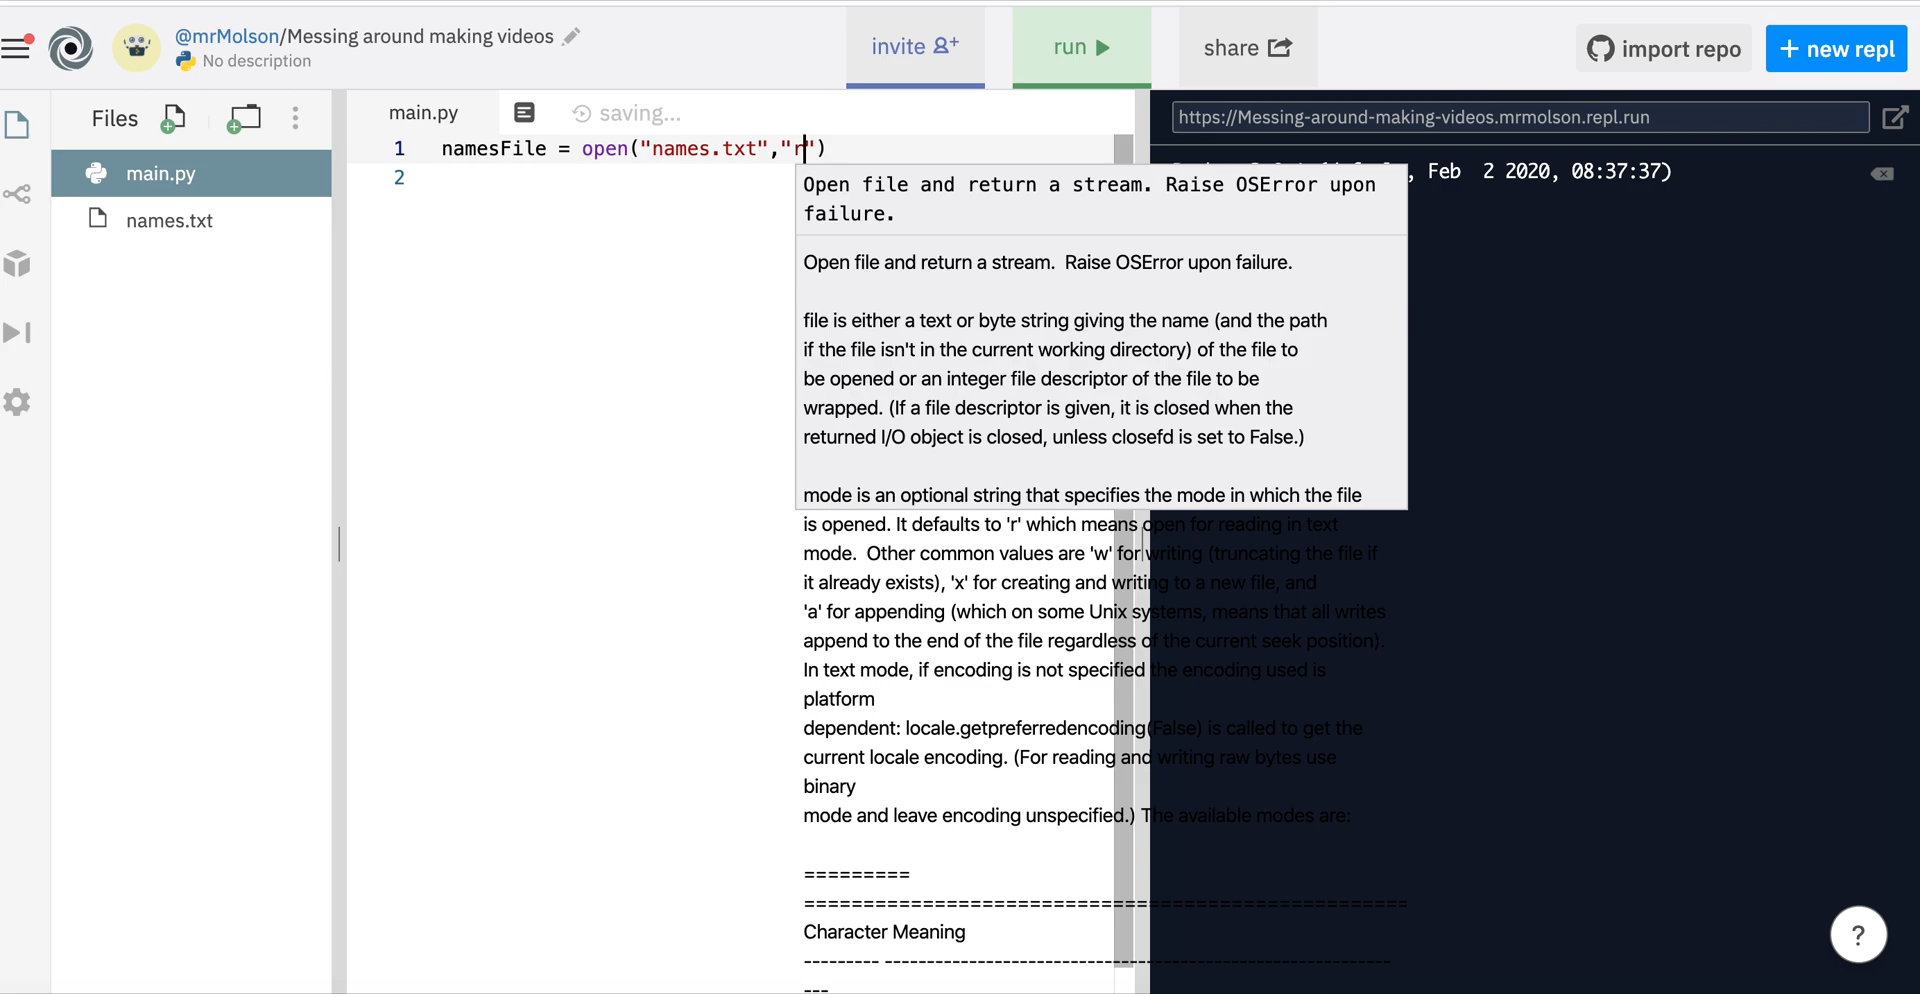 @mrMolson/Messing around making videos
No description
invite
run
share
import repo
+ new repl
Files
main.py
names.txt
main.py
saving...
1 namesFile = open("names.txt","r")
2
Open file and return a stream. Raise OSError upon
failure.
Open file and return a stream.  Raise OSError upon failure.
file is either a text or byte string giving the name (and the path
if the file isn't in the current working directory) of the file to
be opened or an integer file descriptor of the file to be
wrapped. (If a file descriptor is given, it is closed when the
returned I/O object is closed, unless closefd is set to False.)
mode is an optional string that specifies the mode in which the file
is opened. It defaults to 'r' which means open for reading in text
mode.  Other common values are 'w' for writing (truncating the file if
it already exists), 'x' for creating and writing to a new file, and
'a' for appending (which on some Unix systems, means that all writes
append to the end of the file regardless of the current seek position).
In text mode, if encoding is not specified the encoding used is
platform
dependent: locale.getpreferredencoding(False) is called to get the
current locale encoding. (For reading and writing raw bytes use
binary
mode and leave encoding unspecified.) The available modes are:
=========
===================================================
Character Meaning
--------- ---------------------------------------------------------
---
https://Messing-around-making-videos.mrmolson.repl.run
, Feb  2 2020, 08:37:37)
?